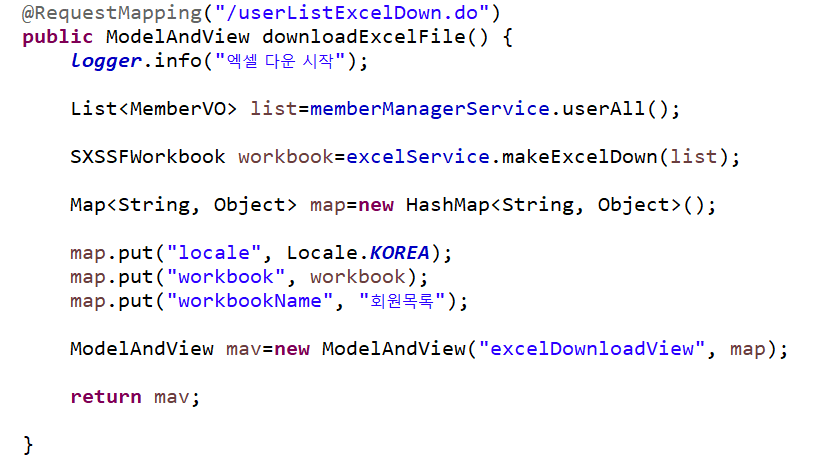 @RequestMapping("/userListExcelDown.do")
public ModelAndView downloadExcelFile() {
logger.info("엑셀 다운 시작");
List<MemberVO> list=memberManagerService.userAll();
SXSSFWorkbook workbook=excelService.makeExcelDown(list);
Map<String, Object> map=new HashMap<String, Object>();
map.put("locale", Locale.KOREA);
map.put("workbook", workbook);
map.put("workbookName", "회원목록");
ModelAndView mav=new ModelAndView("excelDownloadView", map);
return mav;
}